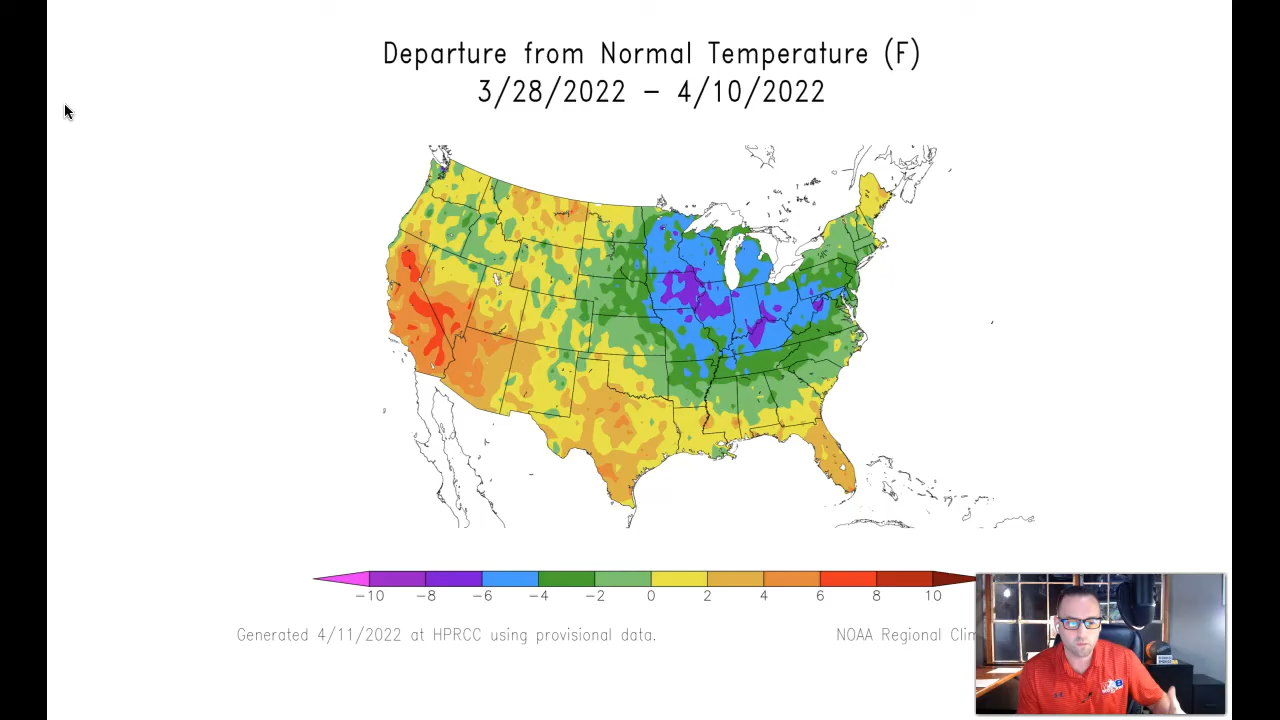 Departure from Normal Temperature (F)
3/28/2022 – 4/10/2022
−10 −8 −6 −4 −2 0 2 4 6 8 10
Generated 4/11/2022 at HPRCC using provisional data.
NOAA Regional